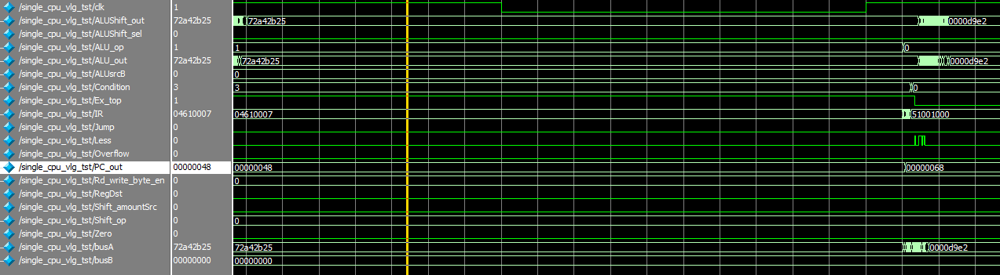 /single_cpu_vlg_tst/clk 1
/single_cpu_vlg_tst/ALUShift_out 72a42b25 72a42b25 0000d9e2
/single_cpu_vlg_tst/ALUShift_sel 0
/single_cpu_vlg_tst/ALU_op 1 1 0
/single_cpu_vlg_tst/ALU_out 72a42b25 72a42b25 0000d9e2
/single_cpu_vlg_tst/ALUsrcB 0 0
/single_cpu_vlg_tst/Condition 3 3 0
/single_cpu_vlg_tst/Ex_top 1
/single_cpu_vlg_tst/IR 04610007 04610007 51001000
/single_cpu_vlg_tst/Jump 0
/single_cpu_vlg_tst/Less 0
/single_cpu_vlg_tst/Overflow 0
/single_cpu_vlg_tst/PC_out 00000048 00000048 00000068
/single_cpu_vlg_tst/Rd_write_byte_en 0 0
/single_cpu_vlg_tst/RegDst 0
/single_cpu_vlg_tst/Shift_amountSrc 0
/single_cpu_vlg_tst/Shift_op 0 0
/single_cpu_vlg_tst/Zero 0
/single_cpu_vlg_tst/busA 72a42b25 72a42b25 0000d9e2
/single_cpu_vlg_tst/busB 00000000 00000000